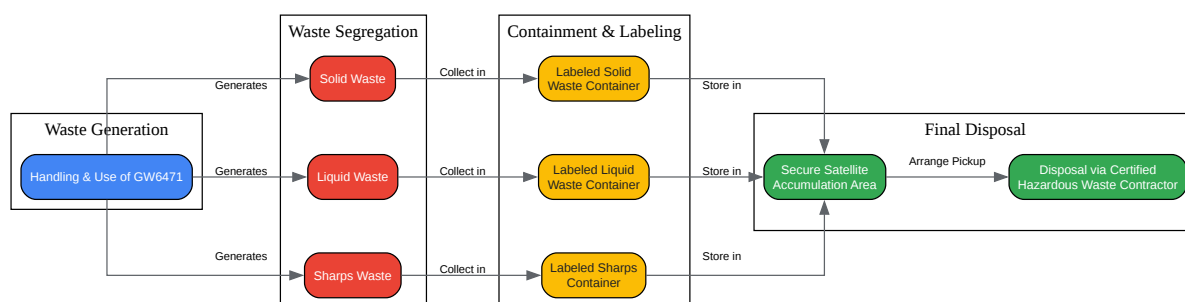 Waste Segregation
Containment & Labeling
Solid Waste
Labeled Solid
Waste Container
Generates
Collect in
Store in
Waste Generation
Final Disposal
Handling & Use of GW6471
Generates
Liquid Waste
Collect in
Labeled Liquid
Waste Container
Store in
Secure Satellite
Accumulation Area
Arrange Pickup
Disposal via Certified
Hazardous Waste Contractor
Generates
Sharps Waste
Collect in
Labeled Sharps
Container
Store in